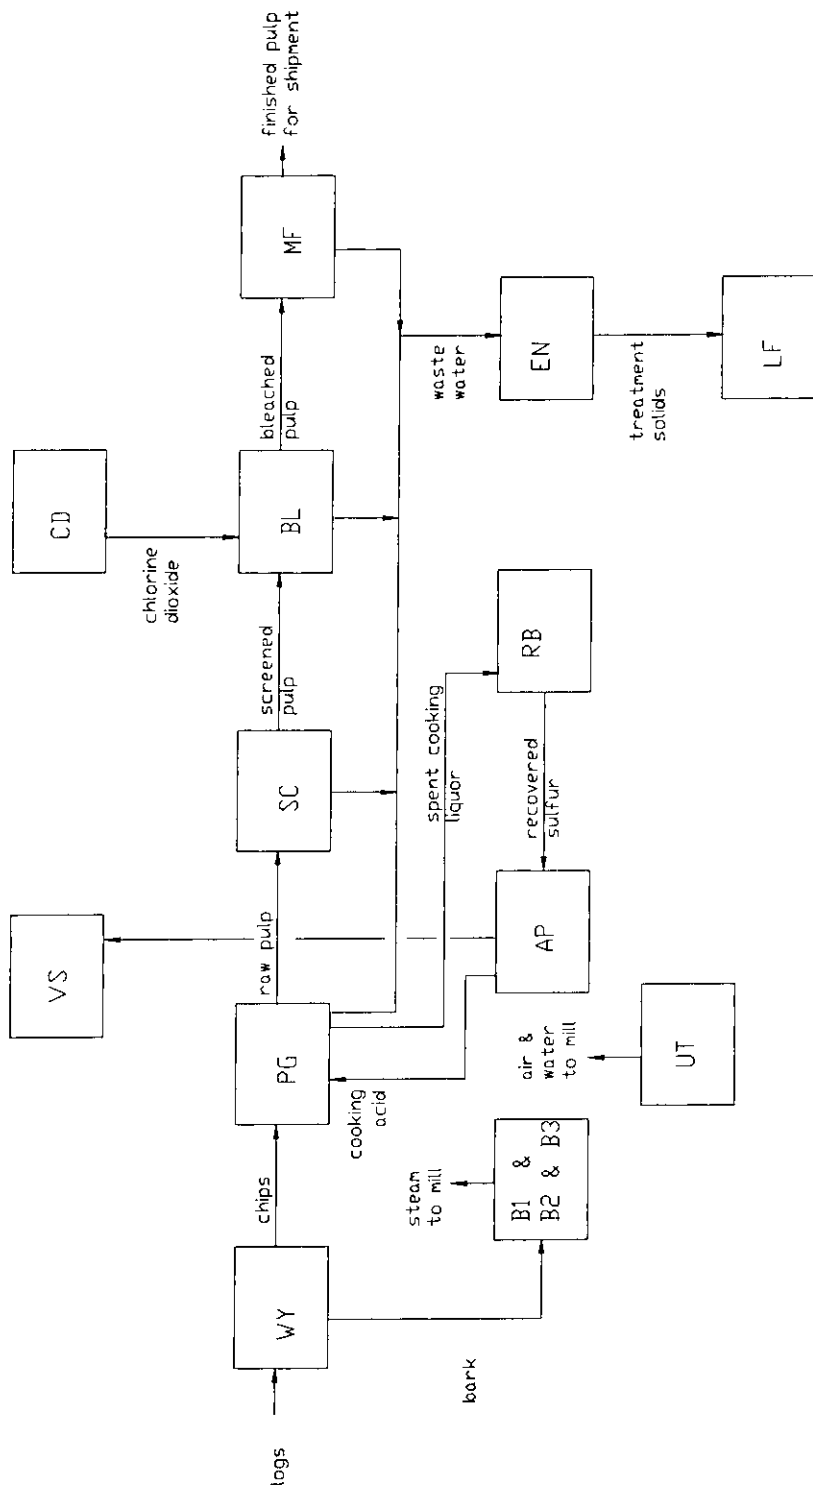 VS
CD
logs
WY
chips
PG
raw pulp
SC
screened
pulp
BL
bleached
pulp
MF
finished pulp
for shipment
chlorine
dioxide
cooking
acid
bark
steam
to mill
B1 &
B2 & B3
air &
water
to mill
UT
AP
recovered
sulfur
spent cooking
liquor
RB
waste
water
EN
treatment
solids
LF